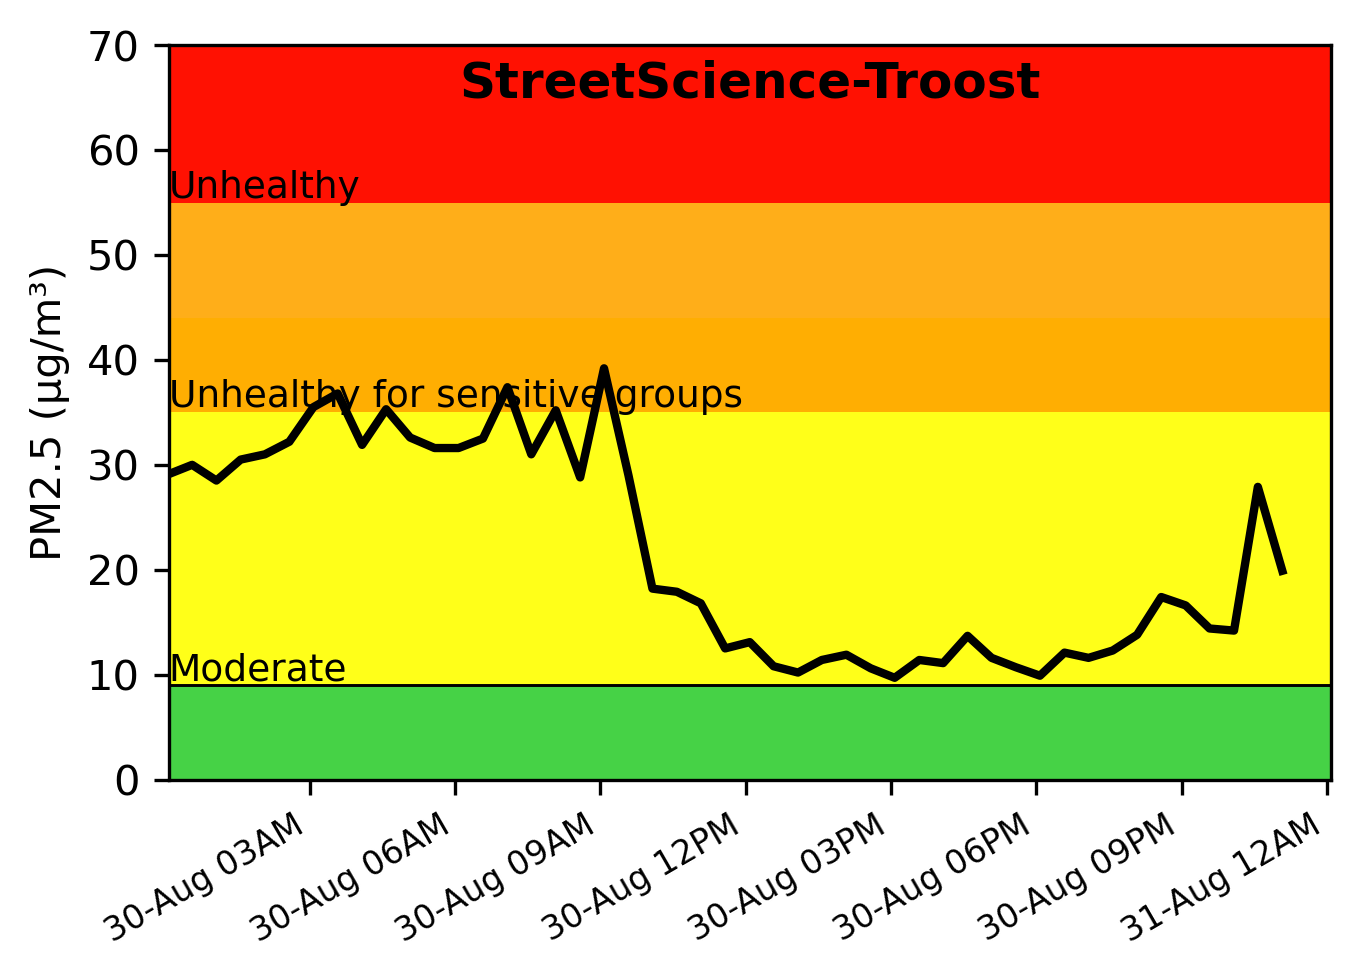 StreetScience-Troost
PM2.5 (µg/m³)
70
60
50
40
30
20
10
0
Unhealthy
Unhealthy for sensitive groups
Moderate
30-Aug 03AM
30-Aug 06AM
30-Aug 09AM
30-Aug 12PM
30-Aug 03PM
30-Aug 06PM
30-Aug 09PM
31-Aug 12AM